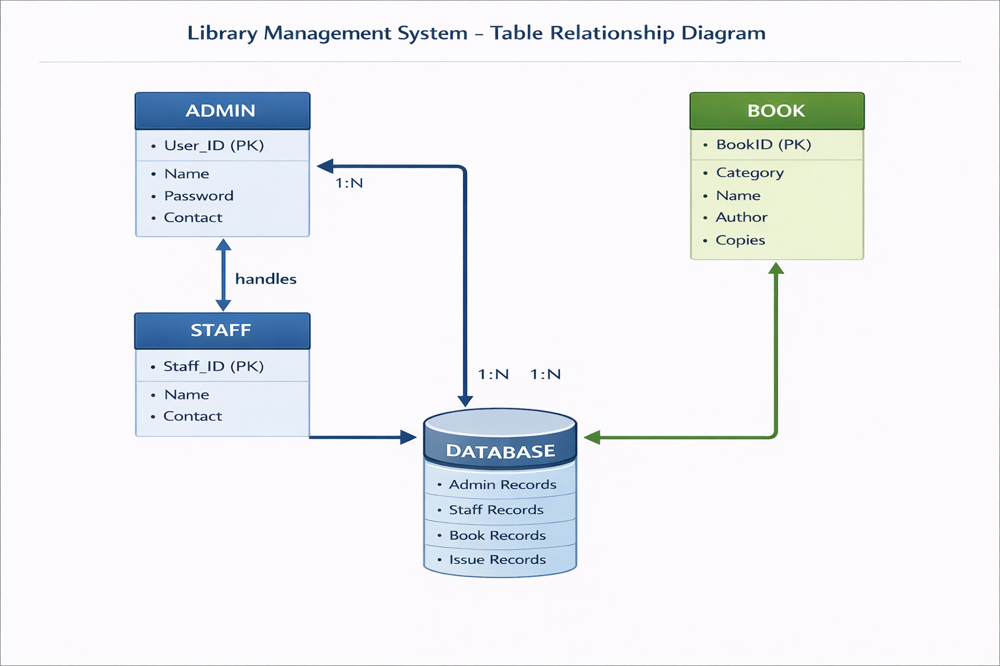 Library Management System – Table Relationship Diagram
ADMIN
• User_ID (PK)
• Name
• Password
• Contact
1:N
handles
STAFF
• Staff_ID (PK)
• Name
• Contact
BOOK
• BookID (PK)
• Category
• Name
• Author
• Copies
1:N 1:N
DATABASE
• Admin Records
• Staff Records
• Book Records
• Issue Records